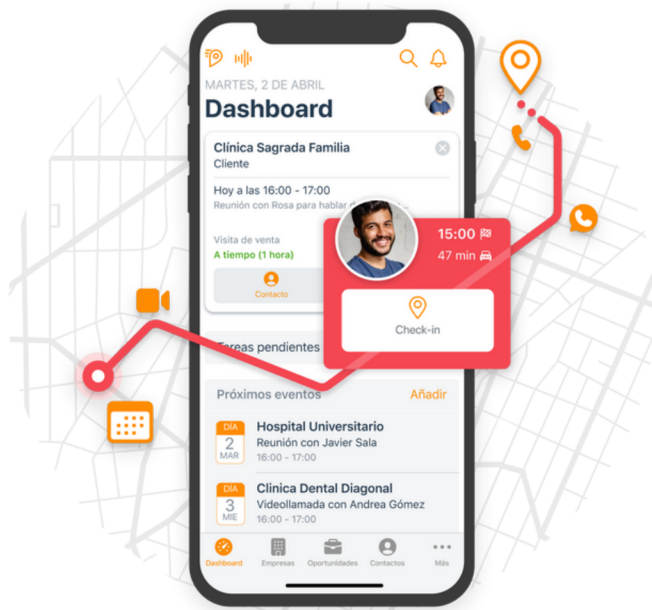 MARTES, 2 DE ABRIL
Dashboard
Clínica Sagrada Familia
Cliente
Hoy a las 16:00 - 17:00
Reunión con Rosa para hablar
15:00
47 min
Visita de venta
A tiempo (1 hora)
Contacto
Check-in
Tareas pendientes
Próximos eventos
Añadir
DÍA
2
MAR
Hospital Universitario
Reunión con Javier Sala
16:00 - 17:00
DÍA
3
MIE
Clinica Dental Diagonal
Videollamada con Andrea Gómez
16:00 - 17:00
Dashboard
Empresas
Oportunidades
Contactos
Más